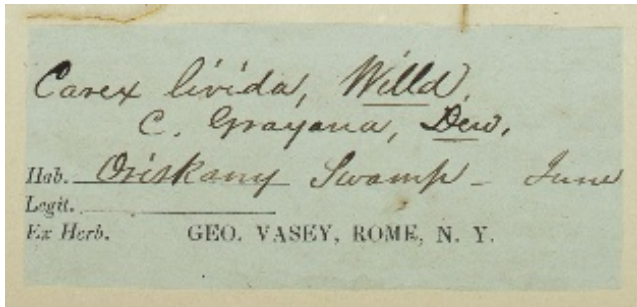 Carex livida, Willd.
C. Grayana, Dew.
Hab. Oriskany Swamp - June
Legit.
Ex Herb. GEO. VASEY, ROME, N. Y.